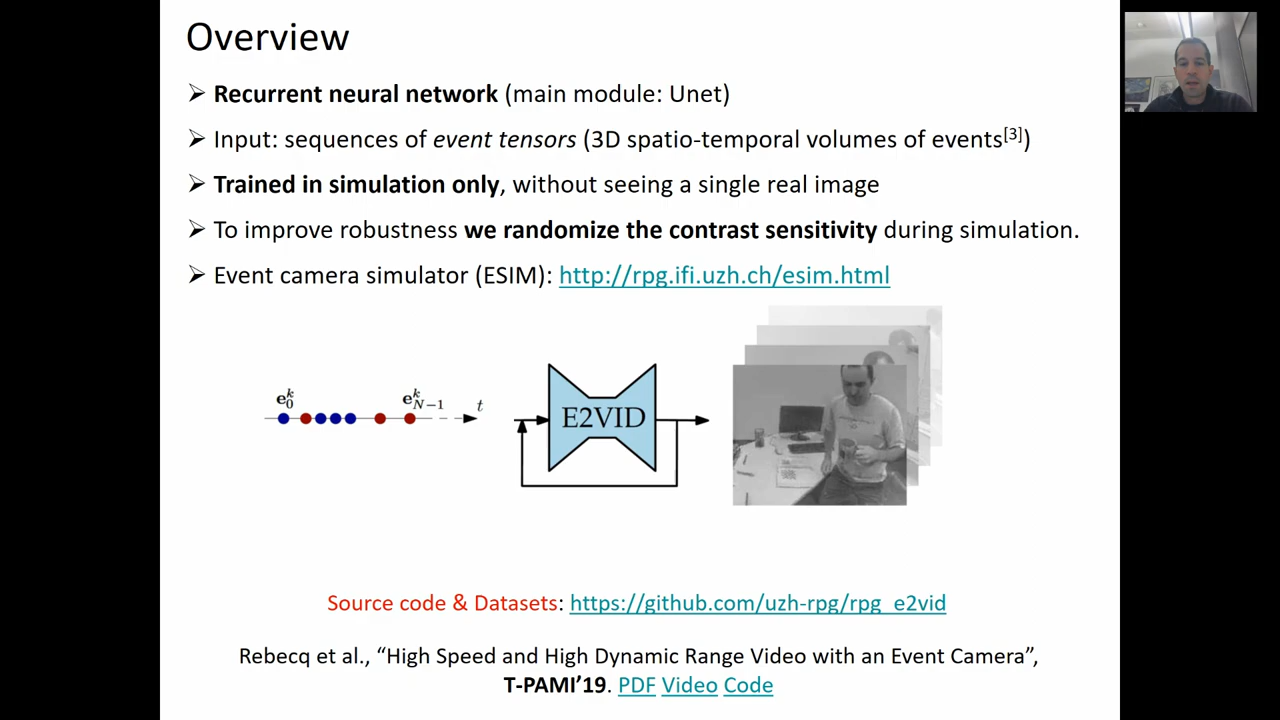 Overview
➢ Recurrent neural network (main module: Unet)
➢ Input: sequences of event tensors (3D spatio-temporal volumes of events[3])
➢ Trained in simulation only, without seeing a single real image
➢ To improve robustness we randomize the contrast sensitivity during simulation.
➢ Event camera simulator (ESIM): http://rpg.ifi.uzh.ch/esim.html
e^k_0 e^k_{N−1} t
E2VID
Source code & Datasets: https://github.com/uzh-rpg/rpg_e2vid
Rebecq et al., “High Speed and High Dynamic Range Video with an Event Camera”,
T-PAMI’19. PDF Video Code